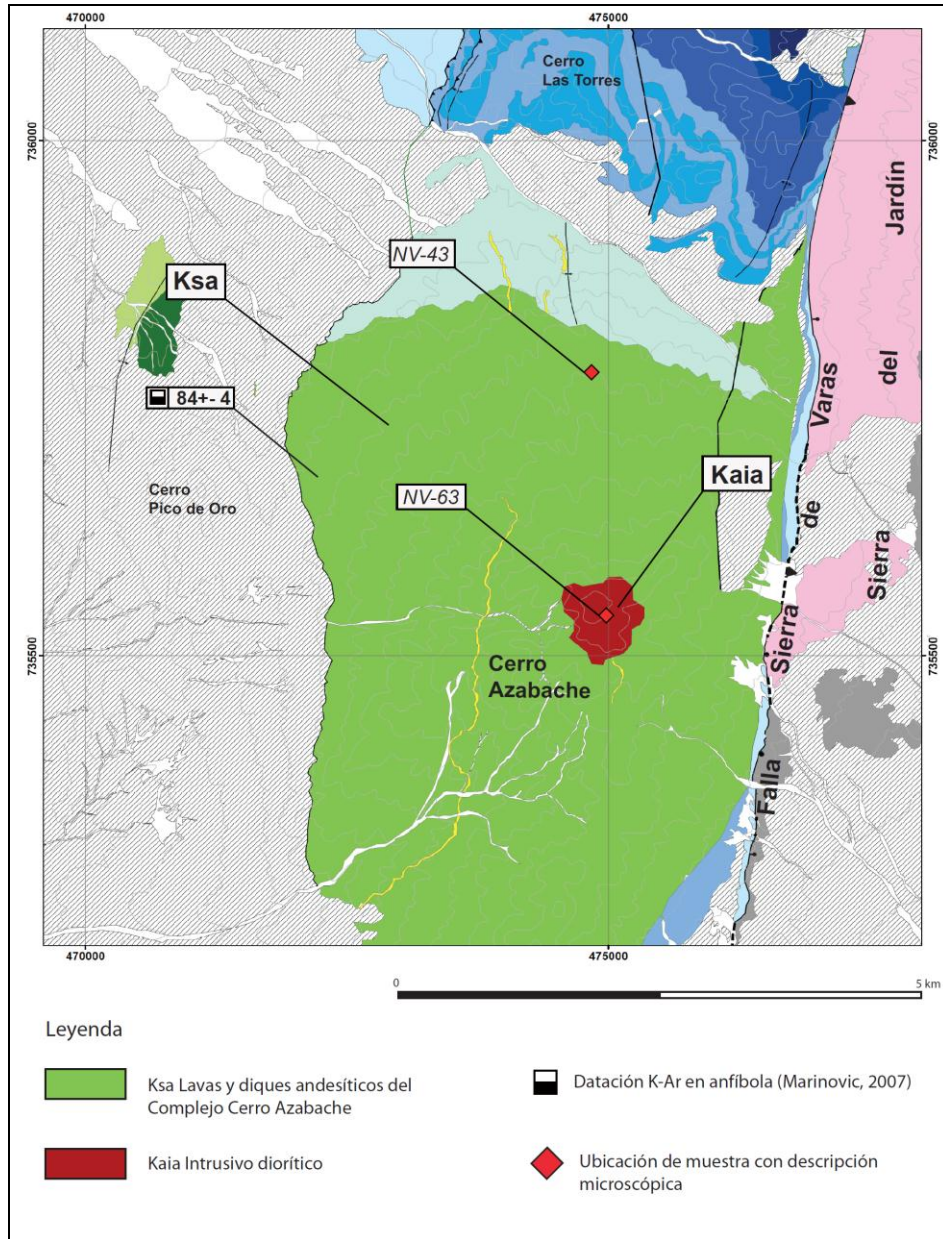 470000
475000
Cerro
Las Torres
736000
736000
Jardín
del
Sierra
NV-43
Ksa
84+- 4
Varas
de
Sierra
Falla
Cerro
Pico de Oro
NV-63
Kaia
735500
735500
Cerro
Azabache
470000
475000
0
5 km
Leyenda
Ksa Lavas y diques andesíticos del
Complejo Cerro Azabache
Datación K-Ar en anfíbola (Marinovic, 2007)
Kaia Intrusivo diorítico
Ubicación de muestra con descripción
microscópica